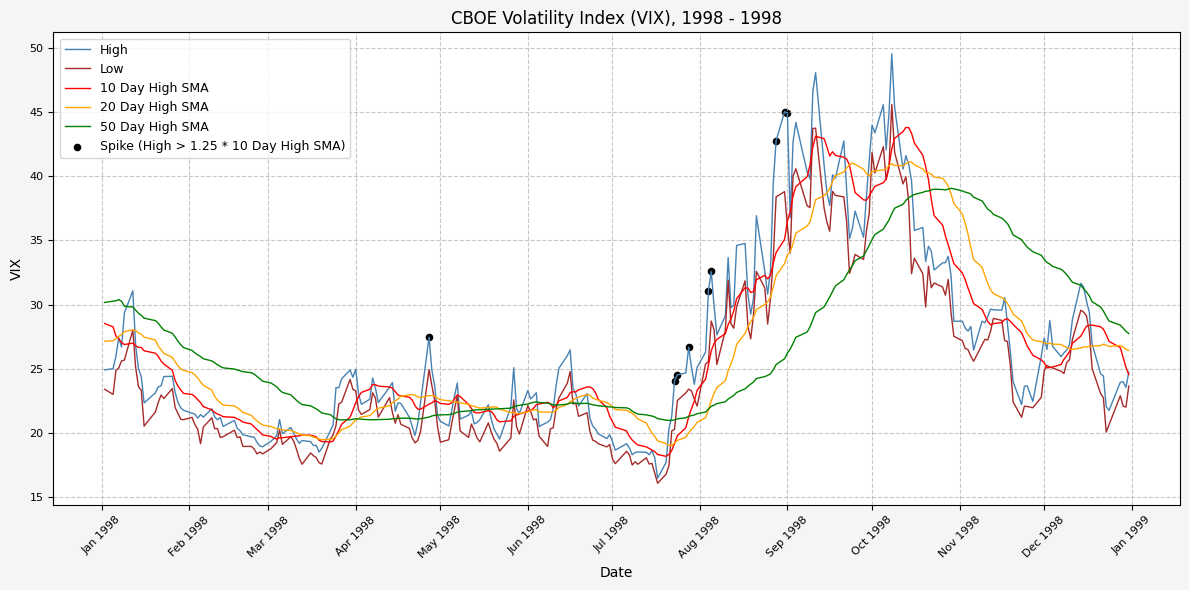 CBOE Volatility Index (VIX), 1998 - 1998
High
Low
10 Day High SMA
20 Day High SMA
50 Day High SMA
Spike (High > 1.25 * 10 Day High SMA)
VIX
50
45
40
35
30
25
20
15
Jan 1998
Feb 1998
Mar 1998
Apr 1998
May 1998
Jun 1998
Jul 1998
Aug 1998
Sep 1998
Oct 1998
Nov 1998
Dec 1998
Jan 1999
Date